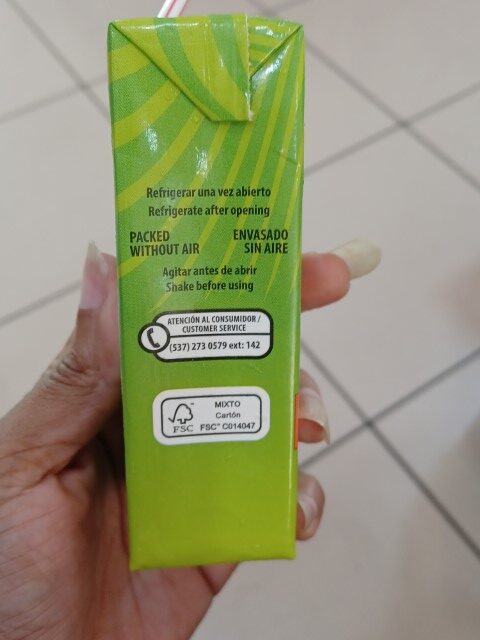 Refrigerar una vez abierto
Refrigerate after opening
PACKED WITHOUT AIR
ENVASADO SIN AIRE
Agitar antes de abrir
Shake before using
ATENCIÓN AL CONSUMIDOR /
CUSTOMER SERVICE
(537) 273 0579 ext: 142
MIXTO
Cartón
FSC™ C014047
FSC